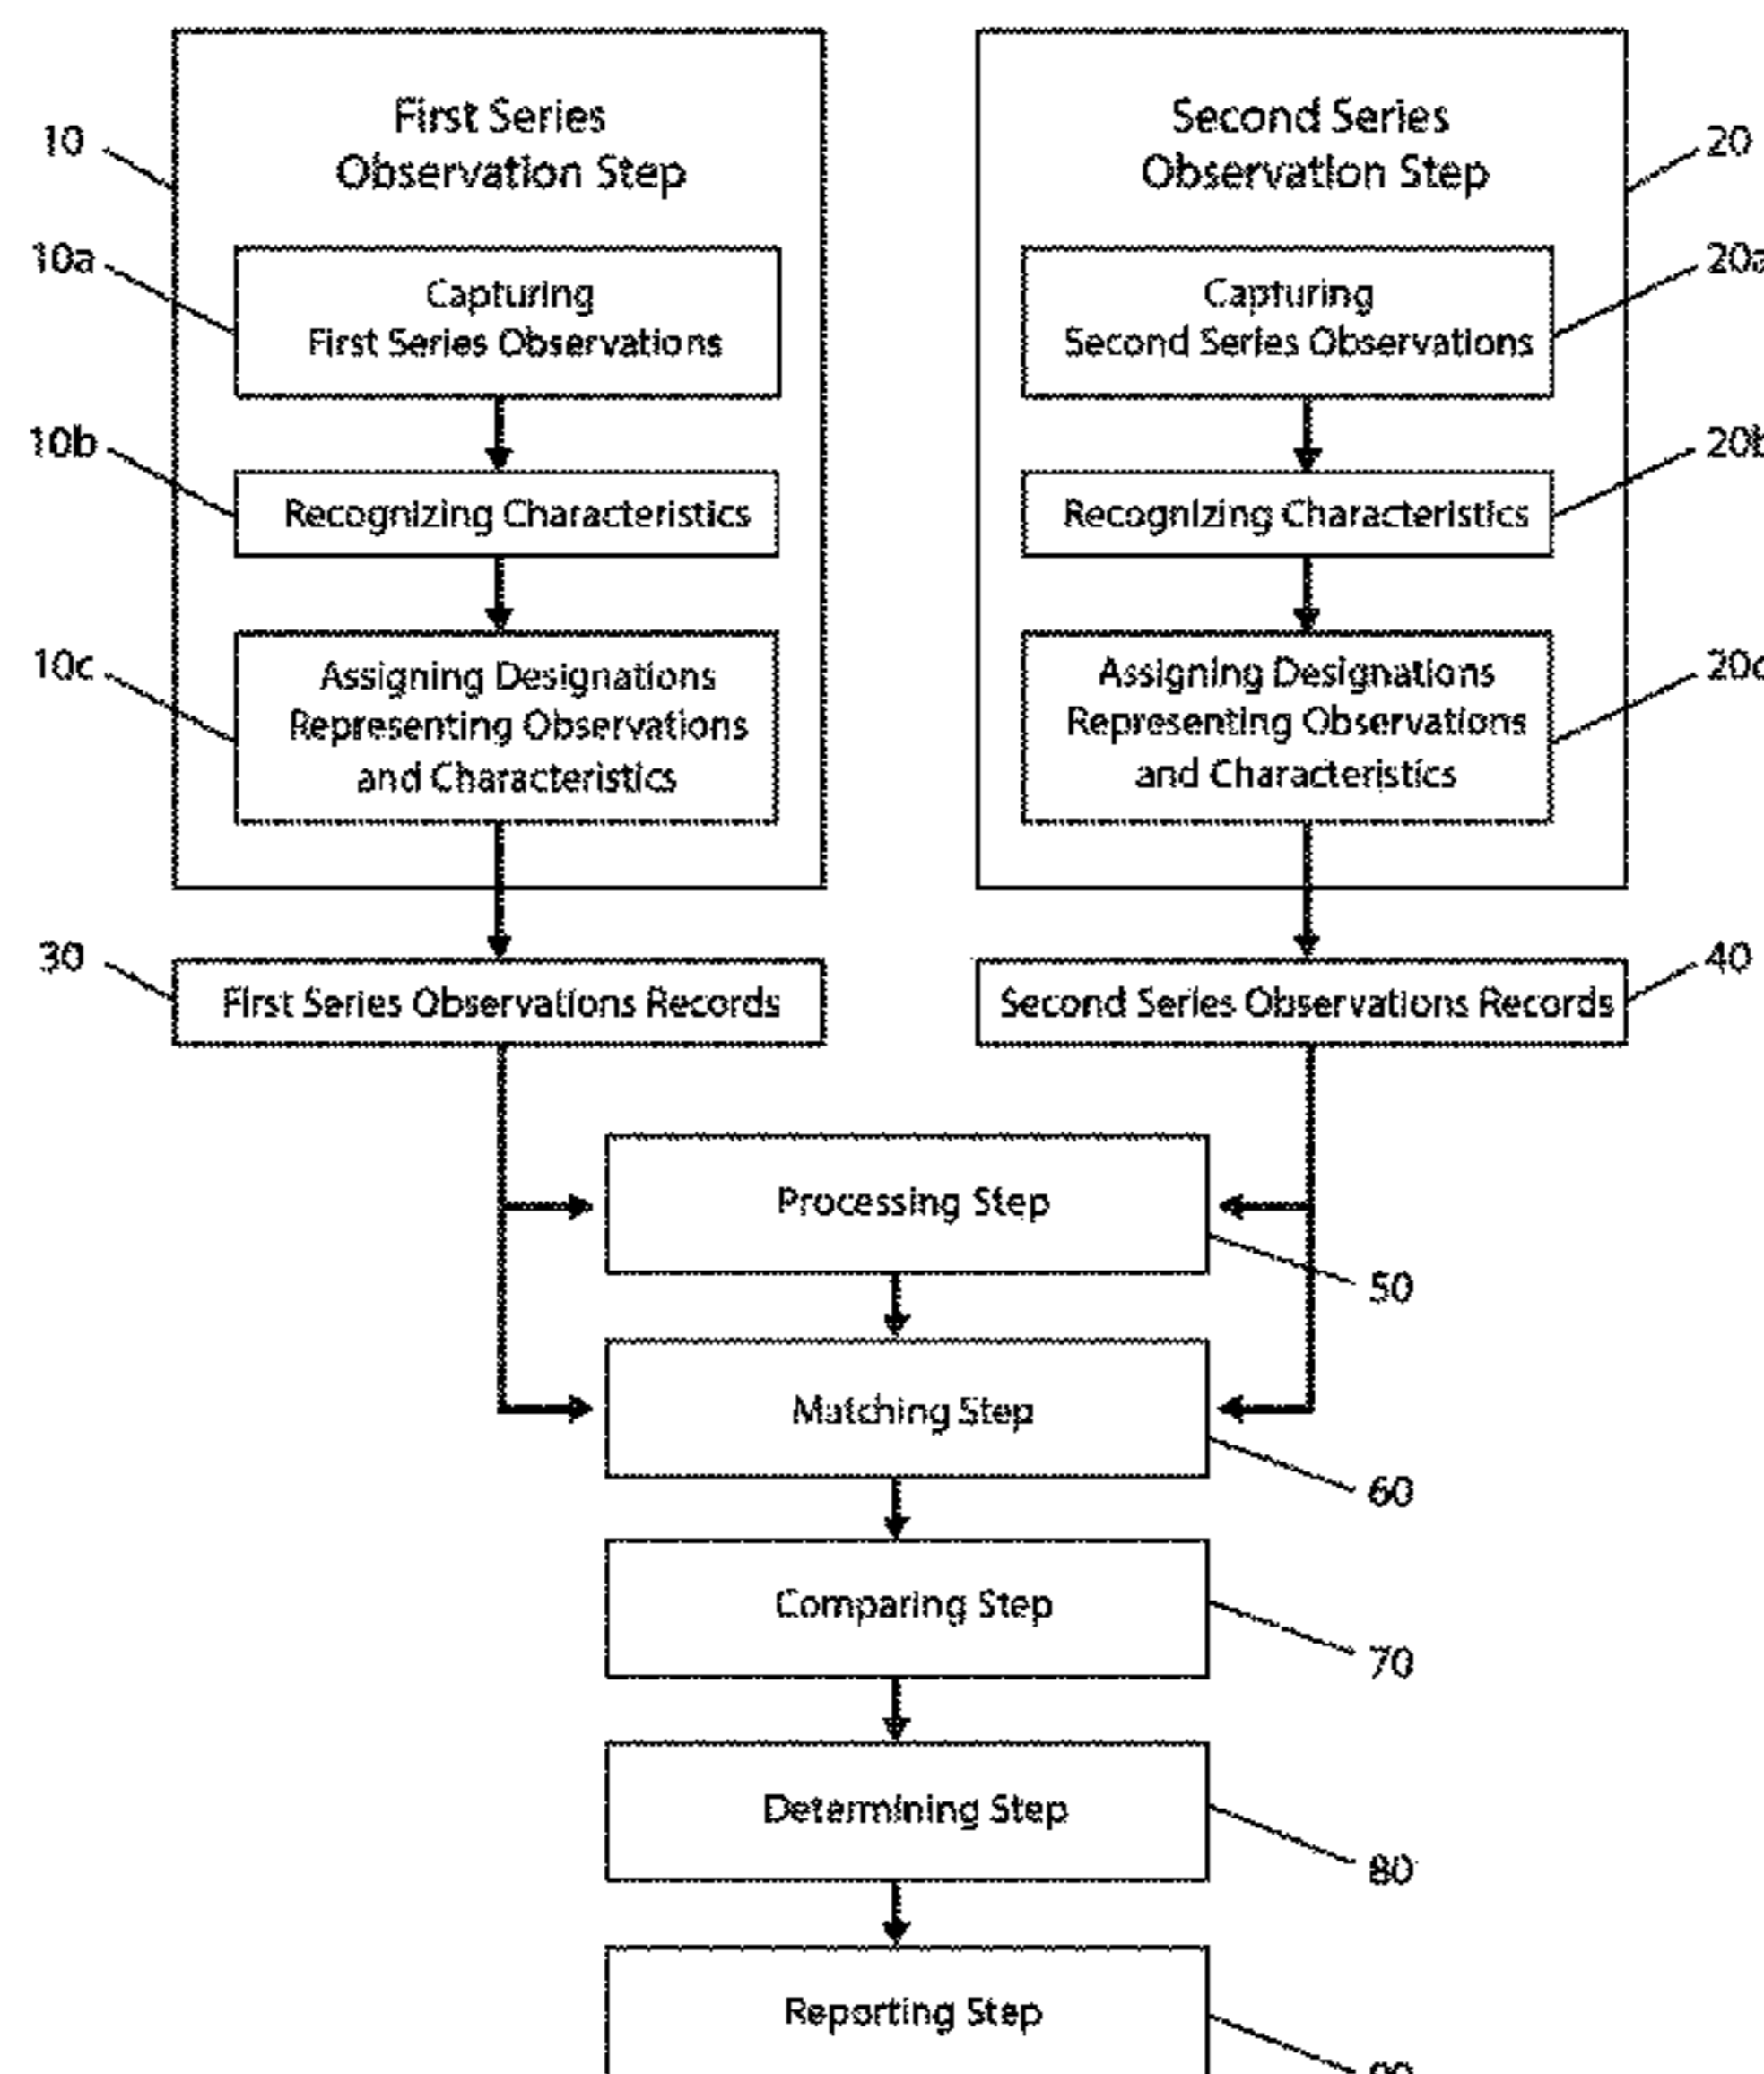 First Series
Observation Step
10
10a
Capturing
First Series Observations
10b
Recognizing Characteristics
10c
Assigning Designations
Representing Observations
and Characteristics
30
First Series Observations Records
Second Series
Observation Step
20
20a
Capturing
Second Series Observations
20b
Recognizing Characteristics
20c
Assigning Designations
Representing Observations
and Characteristics
40
Second Series Observations Records
Processing Step
50
Matching Step
60
Comparing Step
70
Determining Step
80
Reporting Step